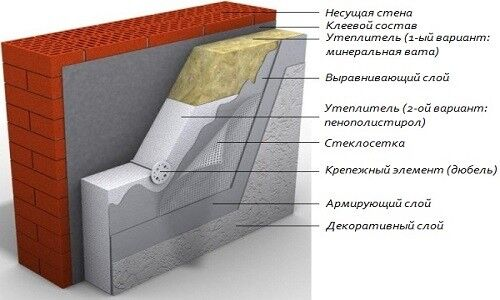 Несущая стена
Клеевой состав
Утеплитель (1-ый вариант:
минеральная вата)
Выравнивающий слой
Утеплитель (2-ой вариант:
пенополистирол)
Стеклосетка
Крепежный элемент (дюбель)
Армирующий слой
Декоративный слой